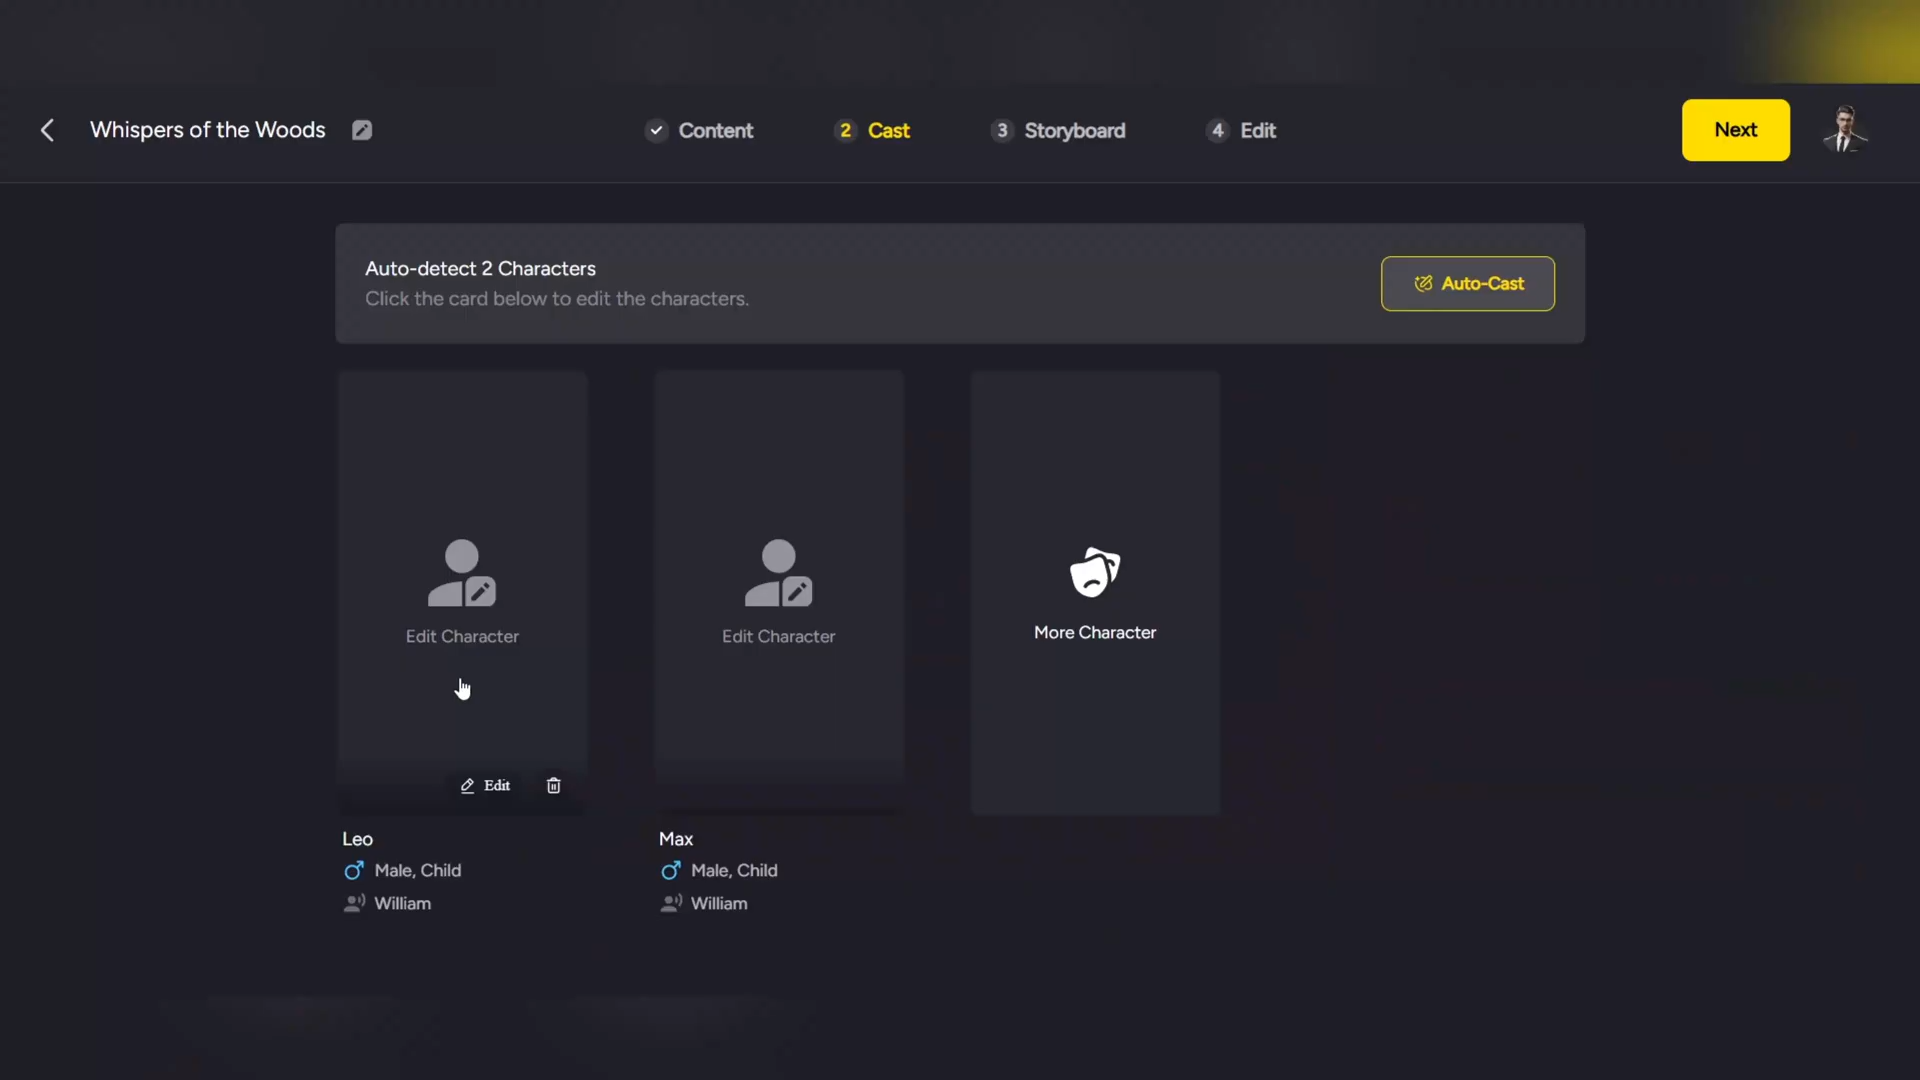 Whispers of the Woods
Content
2 Cast
3 Storyboard
4 Edit
Next
Auto-detect 2 Characters
Click the card below to edit the characters.
Auto-Cast
Edit Character
Edit Character
More Character
Edit
Leo
Male, Child
William
Max
Male, Child
William